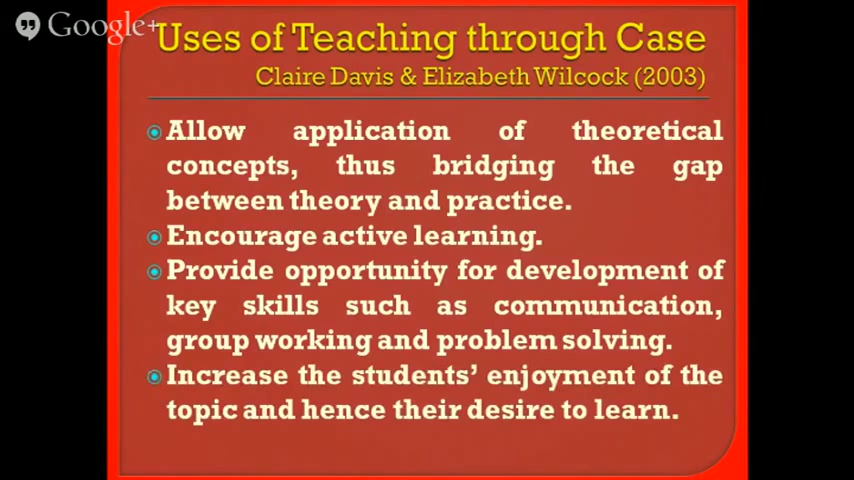 Google+
Uses of Teaching through Case
Claire Davis & Elizabeth Wilcock (2003)
Allow application of theoretical
concepts, thus bridging the gap
between theory and practice.
Encourage active learning.
Provide opportunity for development of
key skills such as communication,
group working and problem solving.
Increase the students’ enjoyment of the
topic and hence their desire to learn.